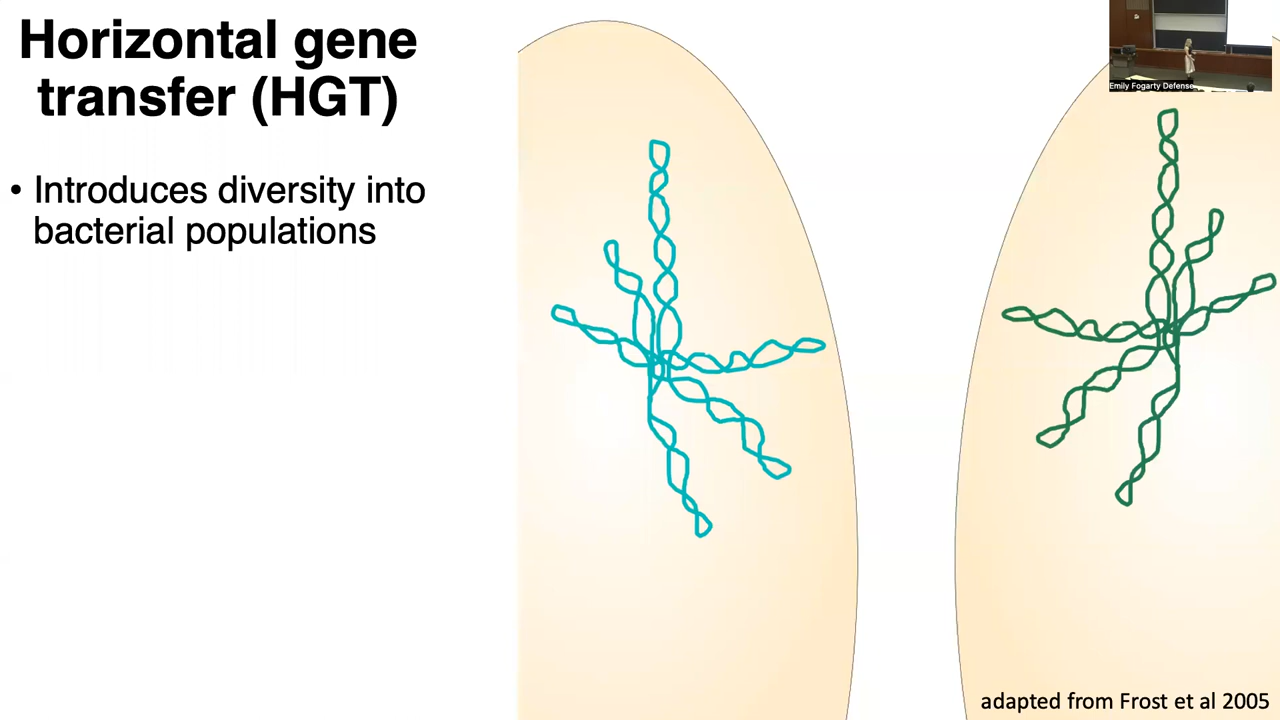 Horizontal gene
transfer (HGT)
• Introduces diversity into
bacterial populations
Emily Fogarty Defense
adapted from Frost et al 2005